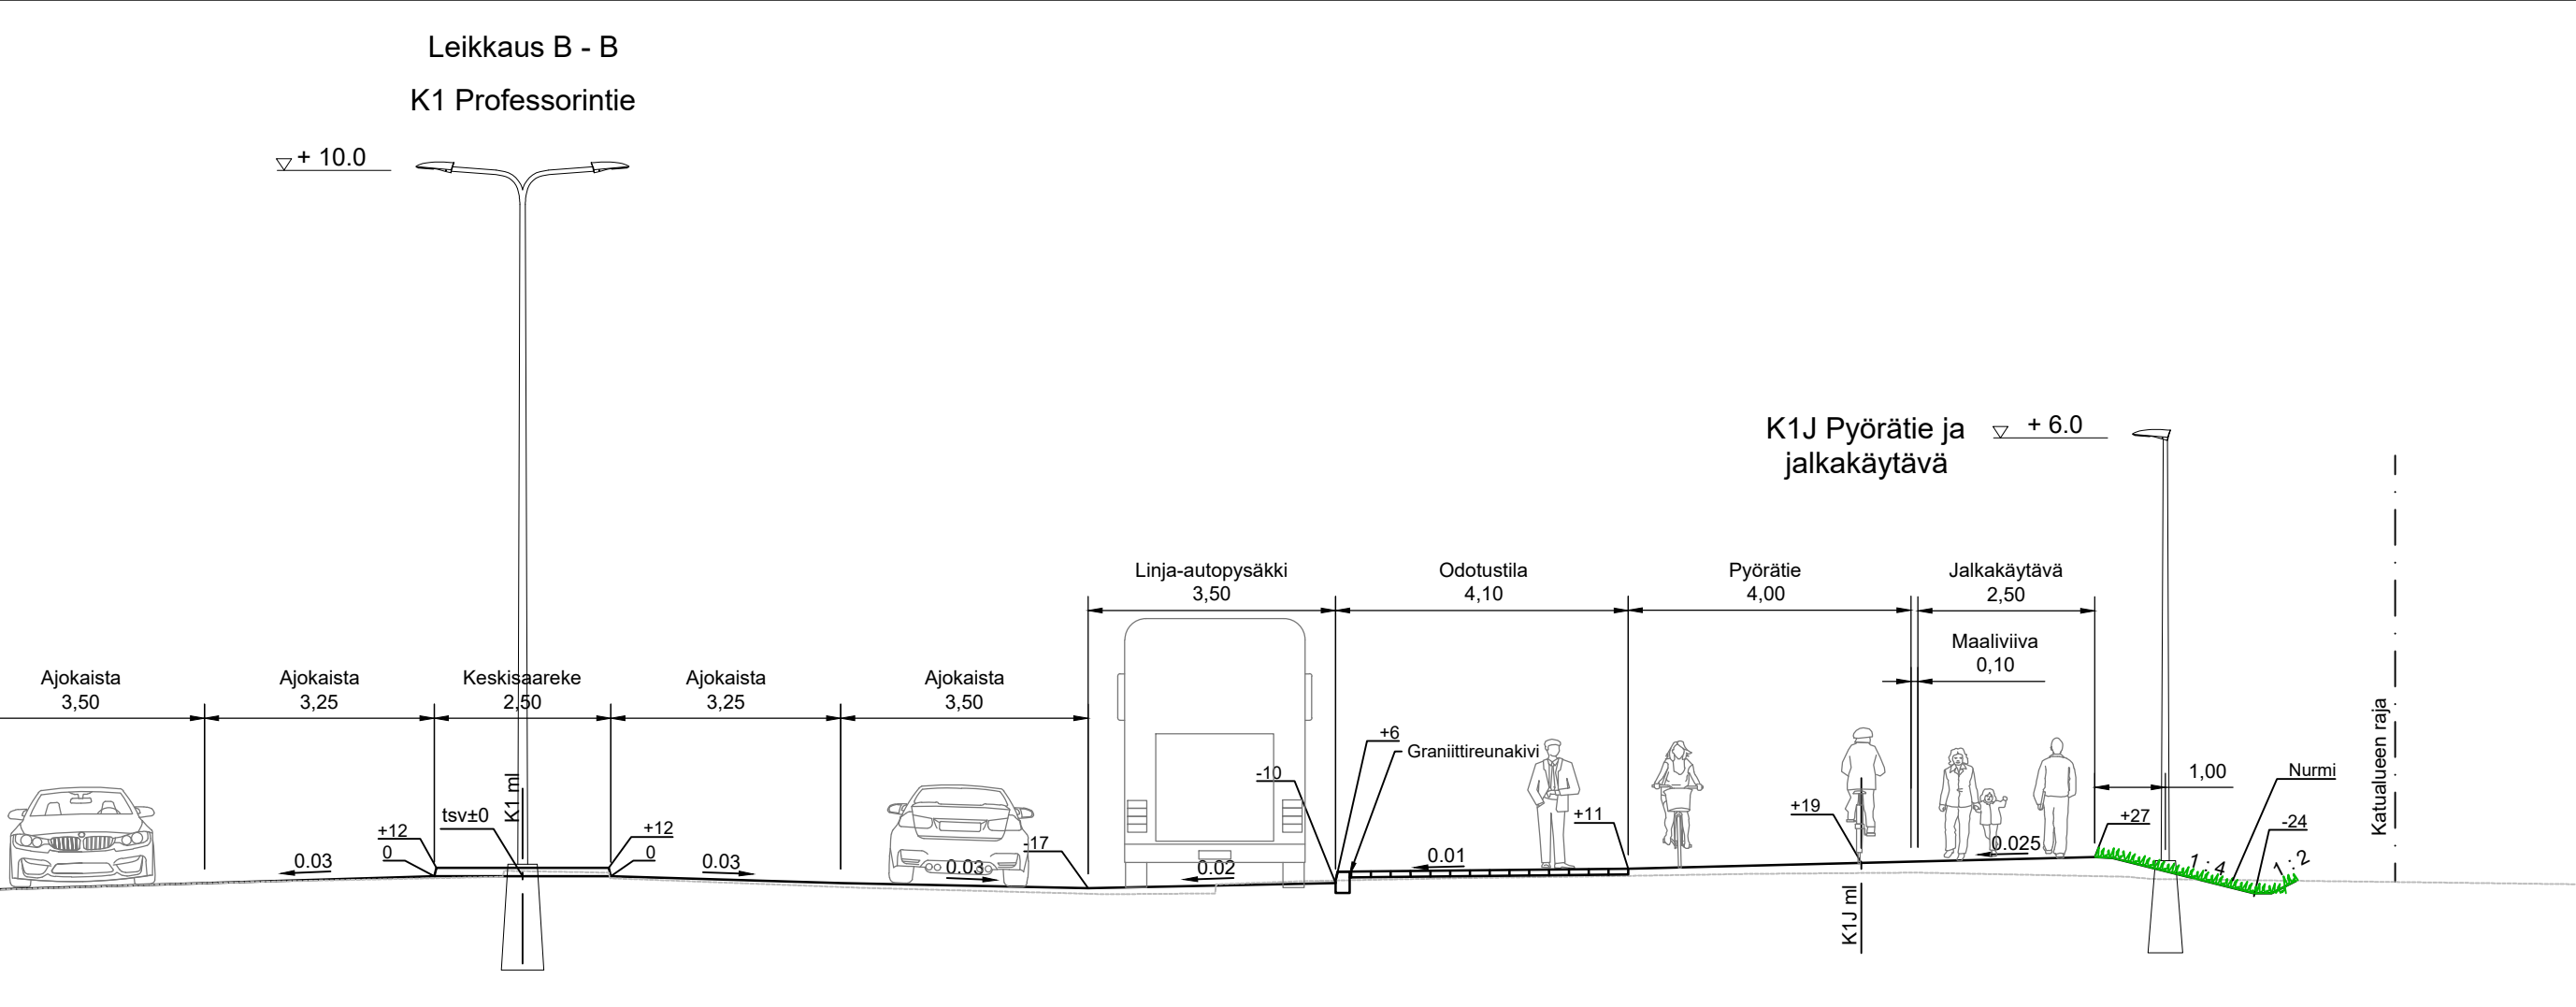 Leikkaus B - B
K1 Professorintie
+ 10.0
K1J Pyörätie ja
jalkakäytävä
+ 6.0
Linja-autopysäkki
3,50
Odotustila
4,10
Pyörätie
4,00
Jalkakäytävä
2,50
Maaliviiva
0,10
Ajokaista
3,50
Ajokaista
3,25
Keskisaareke
2,50
Ajokaista
3,25
Ajokaista
3,50
Katualueen raja
+6
Graniittireunakivi
-10
1,00
Nurmi
K1 ml
tsv±0
+12
0
+12
0
-17
+11
+19
+27
-24
0.03
0.03
0.03
0.02
0.01
0.025
1 : 4
1 : 2
K1J ml